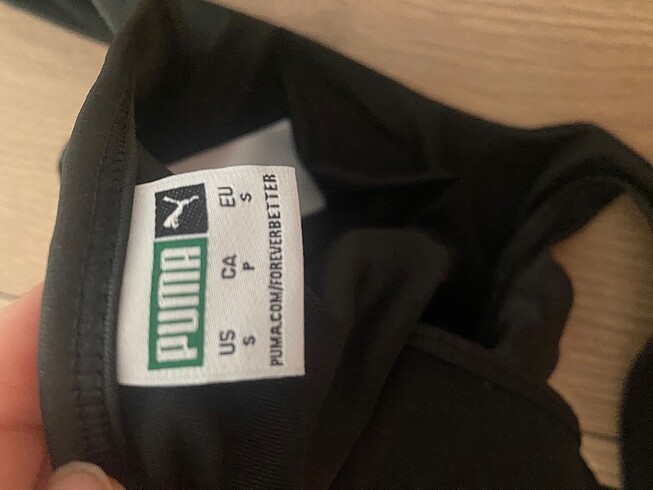 PUMA
US CA EU
S P S
PUMA.COM/FOREVERBETTER